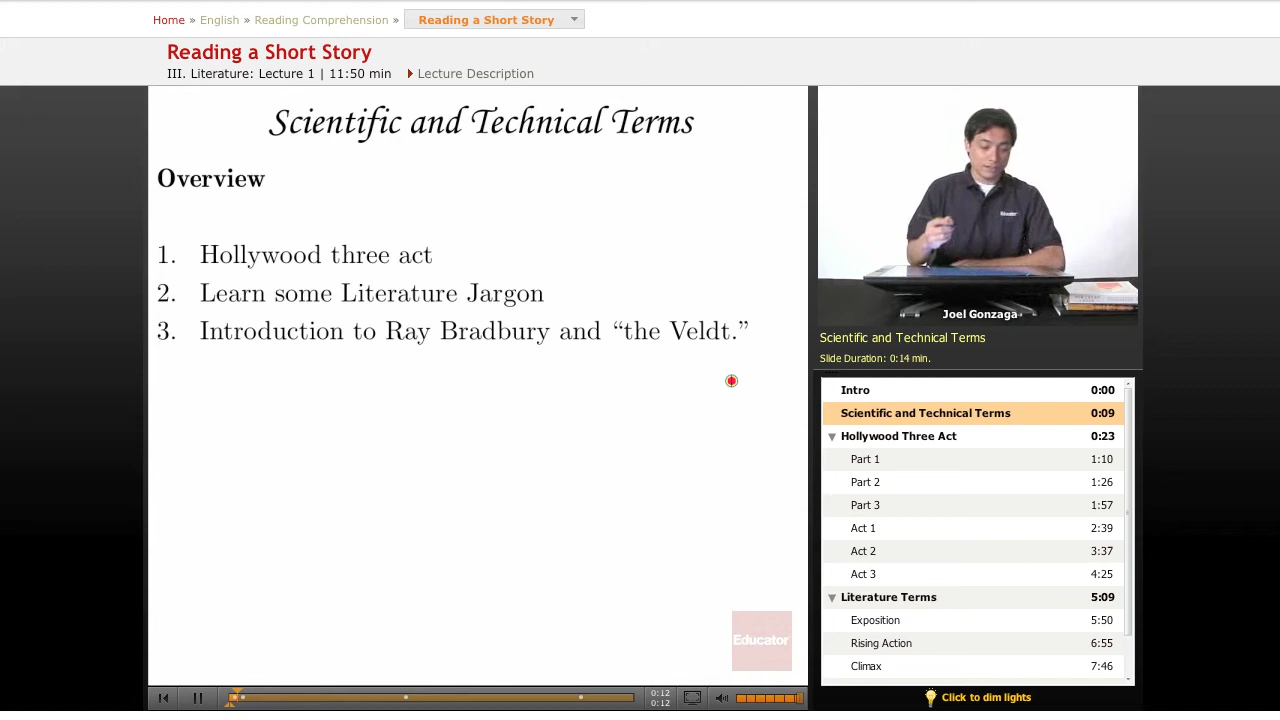 Home » English » Reading Comprehension » Reading a Short Story
Reading a Short Story
III. Literature: Lecture 1 | 11:50 min Lecture Description
Scientific and Technical Terms
Overview
1. Hollywood three act
2. Learn some Literature Jargon
3. Introduction to Ray Bradbury and “the Veldt.”
Educator
Joel Gonzaga
Scientific and Technical Terms
Slide Duration: 0:14 min.
Intro 0:00
Scientific and Technical Terms 0:09
Hollywood Three Act 0:23
Part 1 1:10
Part 2 1:26
Part 3 1:57
Act 1 2:39
Act 2 3:37
Act 3 4:25
Literature Terms 5:09
Exposition 5:50
Rising Action 6:55
Climax 7:46
0:12
0:12
Click to dim lights